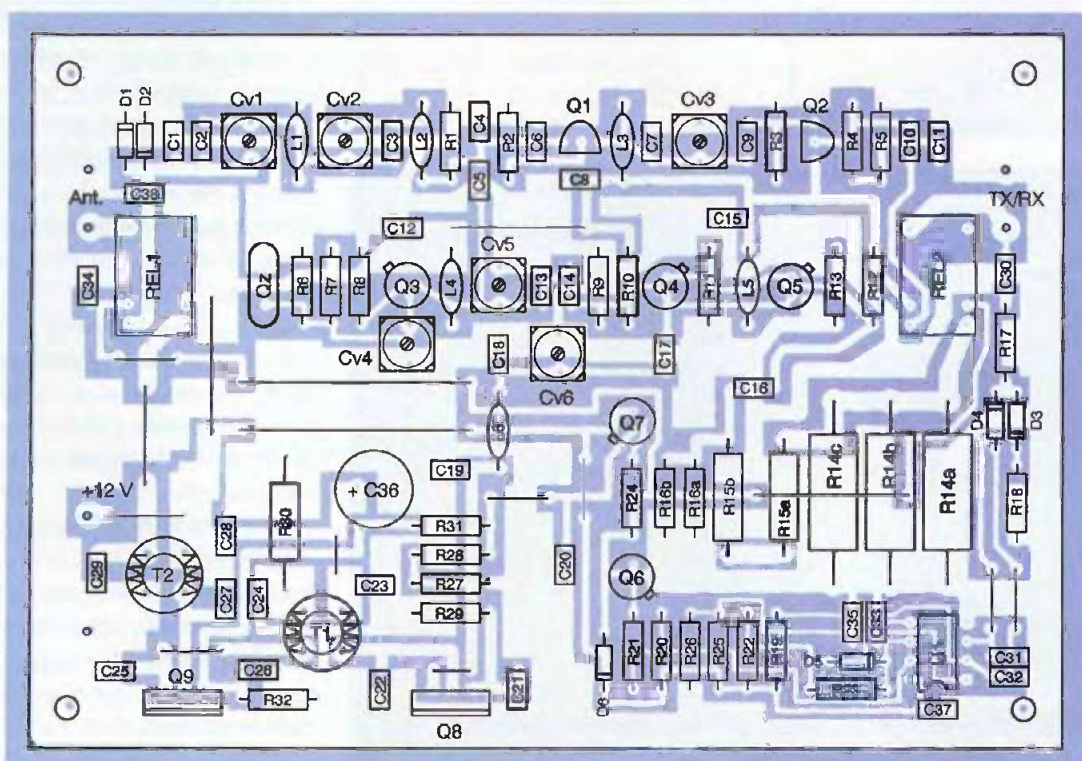 D1 D2 C1 C2 Cv1 L1 Cv2 C3 L2 R1 C4 R2 C6 Q1 L3 C7 Cv3 C9 R3 Q2 R4 R5 C10 C11
C5 C8
Ant. C38 TX/RX
C12 C15
REL1 Cv5
C34 QZ R6 R7 R8 Q3 L4 C13 C14 R9 R10 Q4 R11 L5 Q5 R13 C30
Cv4 C18 Cv6 C17 R17
C16
Q7 D4 D3
C19
+12 V + C36 R24 R16b R16a R15b R15a R14c R14b R14a R18
C28 R30 R31
R28
C29 T2 C27 C24 C23 R27 C20 Q6
R29
T1 C35 C33
R21 R20 R26 R25 R22 R19 C31
C25 C26 C32
Q9 R32 C22 C21 C37
Q8